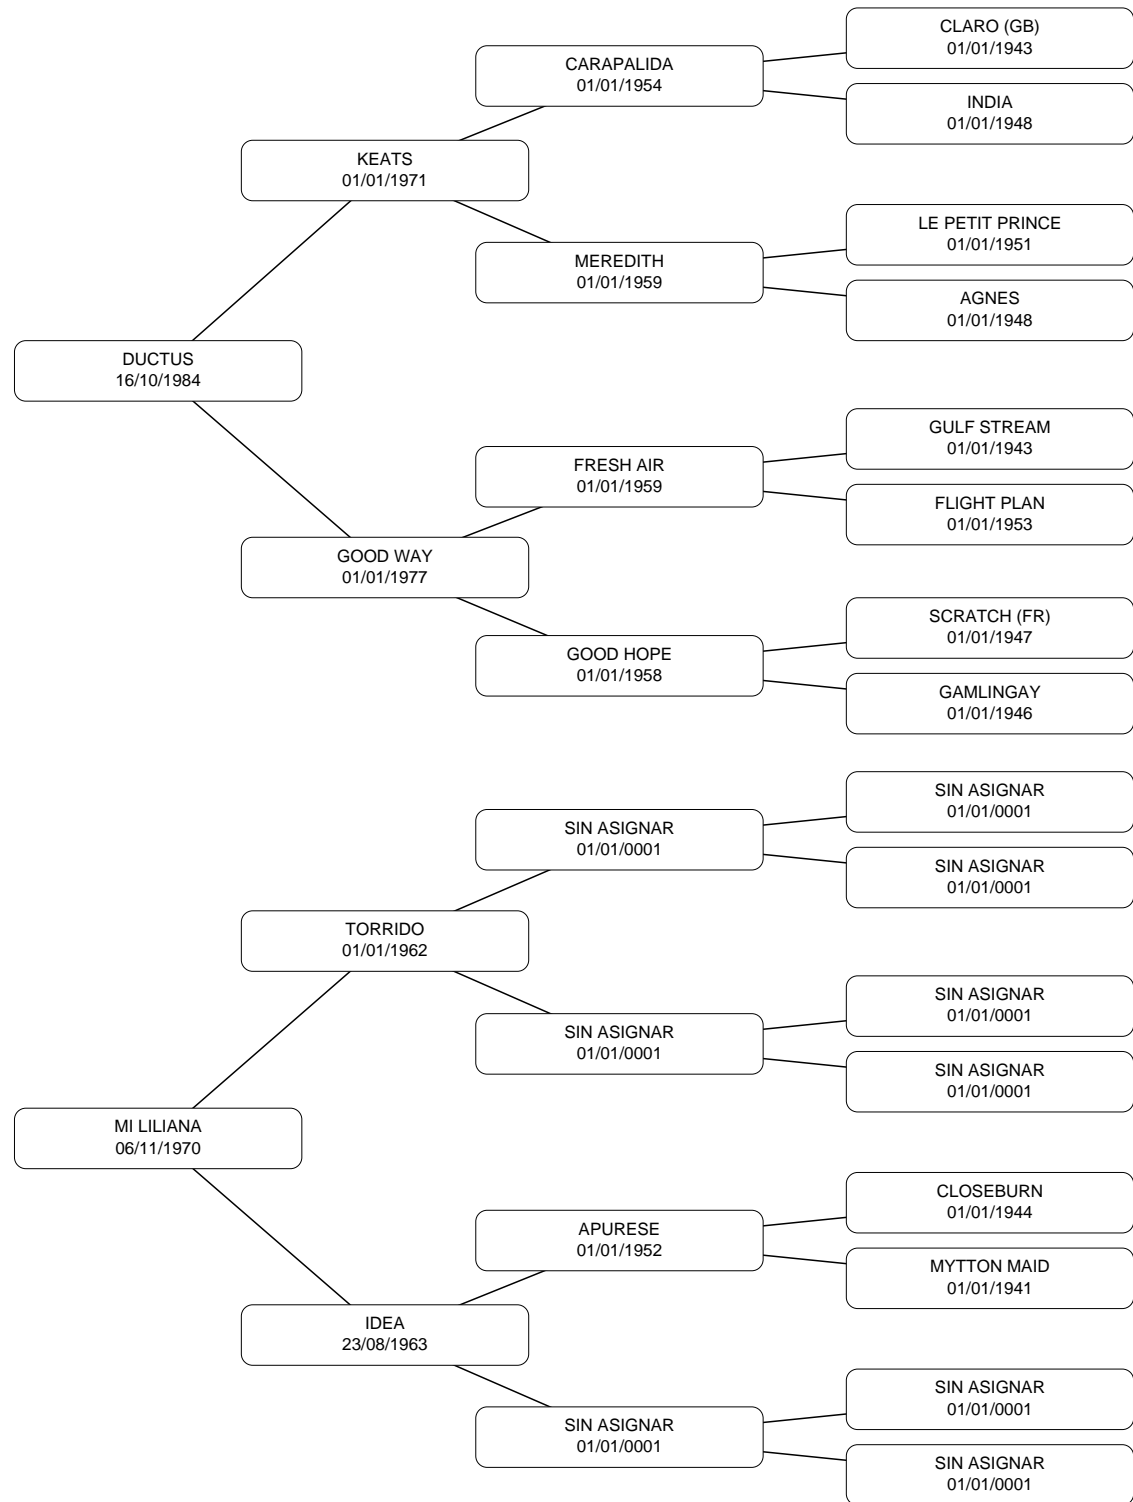 CLARO (GB)
01/01/1943
CARAPALIDA
01/01/1954
INDIA
01/01/1948
KEATS
01/01/1971
LE PETIT PRINCE
01/01/1951
MEREDITH
01/01/1959
AGNES
01/01/1948
DUCTUS
16/10/1984
GULF STREAM
01/01/1943
FRESH AIR
01/01/1959
FLIGHT PLAN
01/01/1953
GOOD WAY
01/01/1977
SCRATCH (FR)
01/01/1947
GOOD HOPE
01/01/1958
GAMLINGAY
01/01/1946
SIN ASIGNAR
01/01/0001
SIN ASIGNAR
01/01/0001
SIN ASIGNAR
01/01/0001
TORRIDO
01/01/1962
SIN ASIGNAR
01/01/0001
SIN ASIGNAR
01/01/0001
SIN ASIGNAR
01/01/0001
MI LILIANA
06/11/1970
CLOSEBURN
01/01/1944
APURESE
01/01/1952
MYTTON MAID
01/01/1941
IDEA
23/08/1963
SIN ASIGNAR
01/01/0001
SIN ASIGNAR
01/01/0001
SIN ASIGNAR
01/01/0001